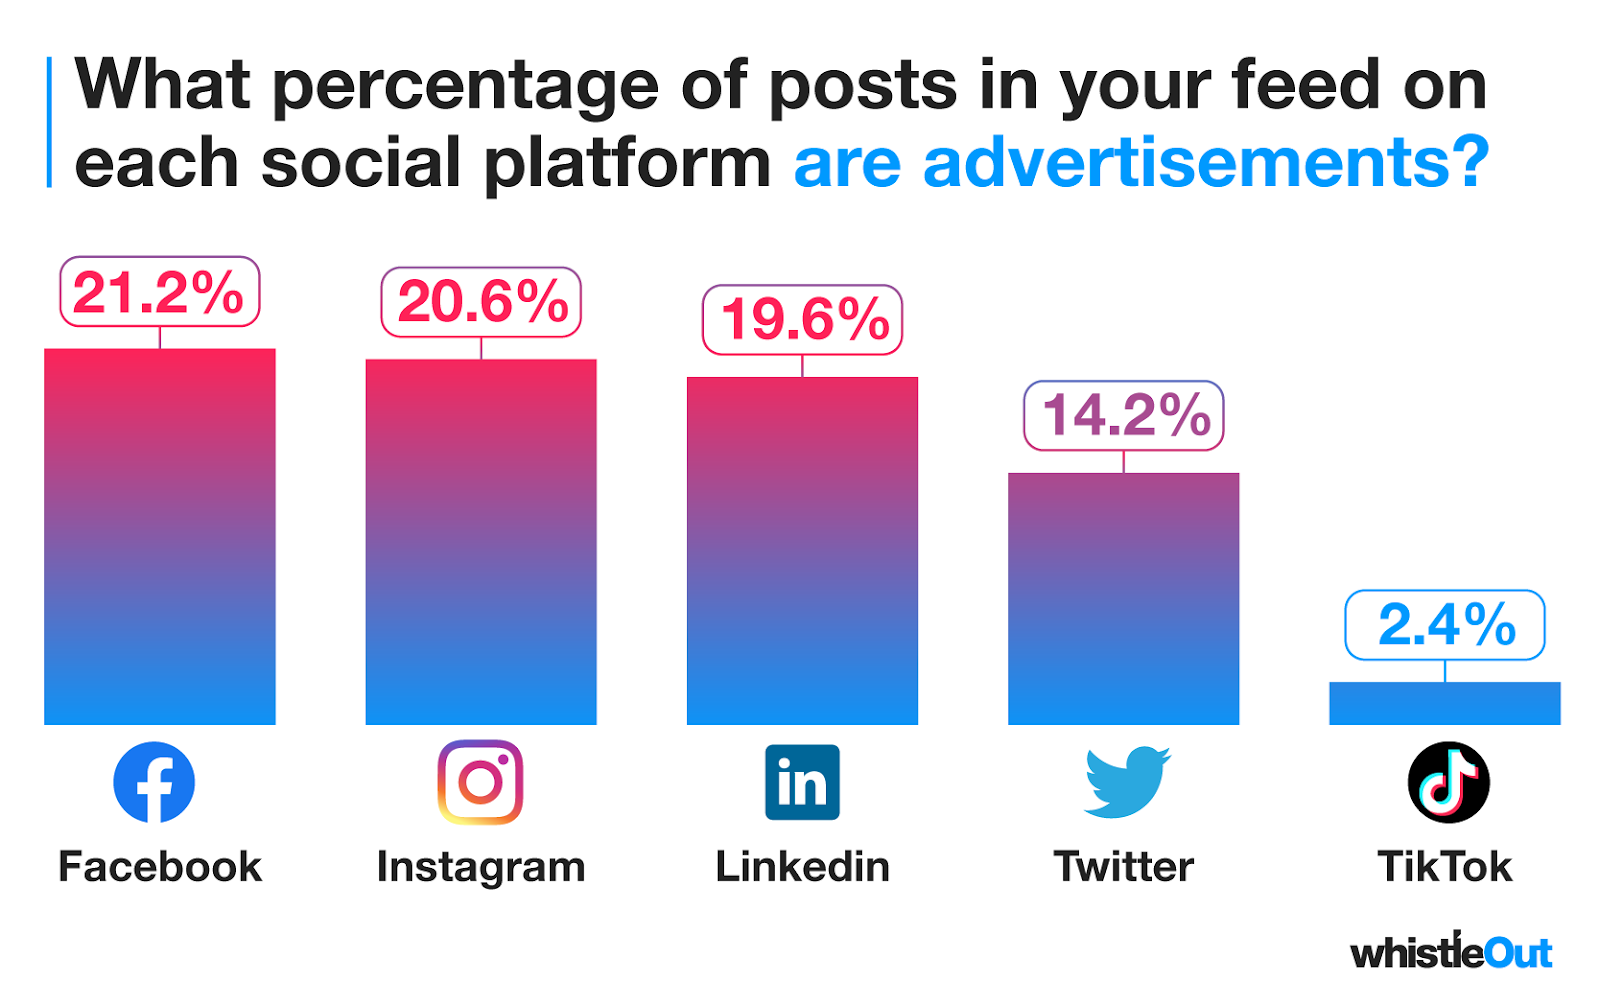 What percentage of posts in your feed on
each social platform are advertisements?
21.2%
20.6%
19.6%
14.2%
2.4%
in
Facebook
Instagram
Linkedin
Twitter
TikTok
whistleOut